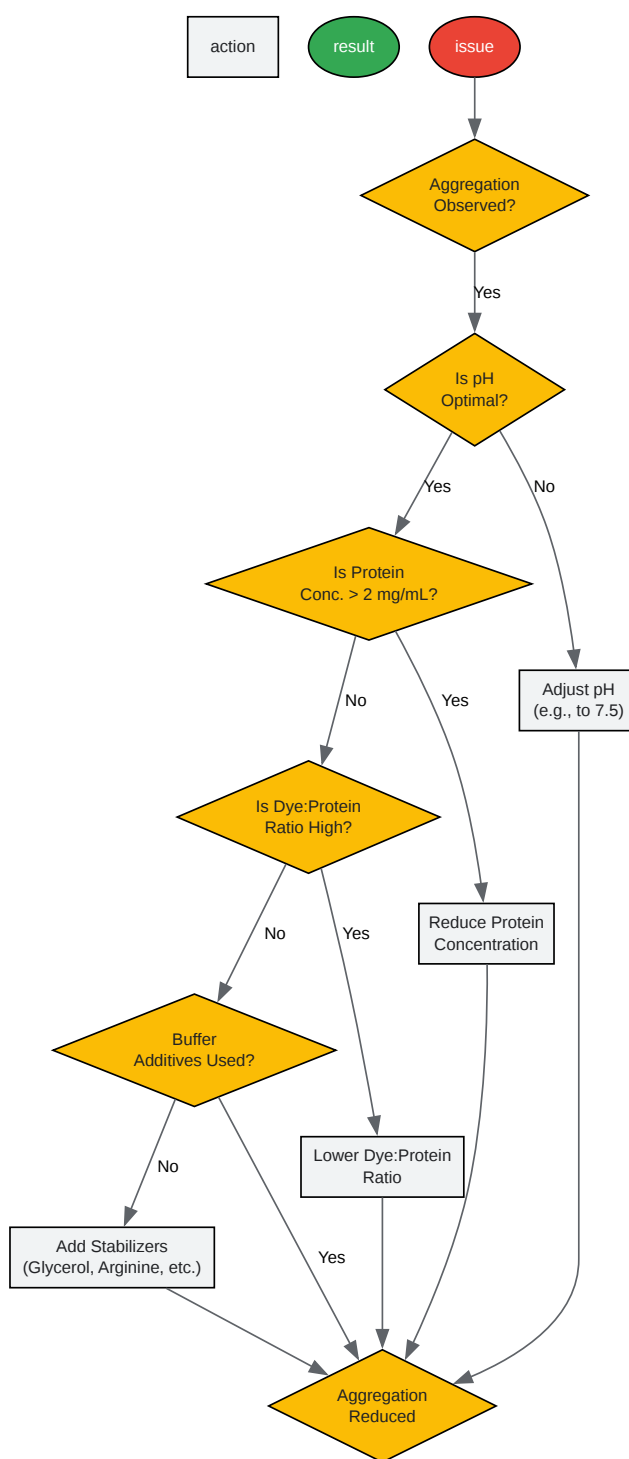 action
result
issue
Aggregation
Observed?
Yes
Is pH
Optimal?
Yes
No
Is Protein
Conc. > 2 mg/mL?
No
Yes
Adjust pH
(e.g., to 7.5)
Is Dye:Protein
Ratio High?
No
Yes
Reduce Protein
Concentration
Buffer
Additives Used?
No
Lower Dye:Protein
Ratio
Add Stabilizers
(Glycerol, Arginine, etc.)
Yes
Aggregation
Reduced